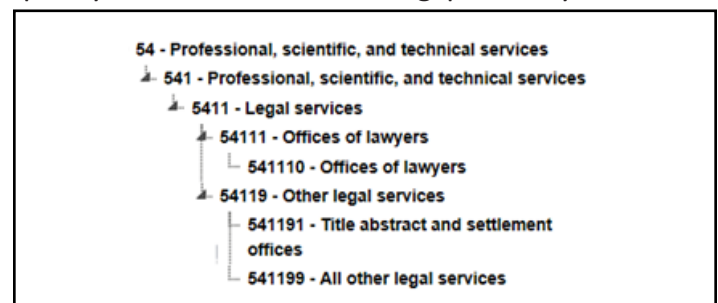 54 - Professional, scientific, and technical services
541 - Professional, scientific, and technical services
5411 - Legal services
54111 - Offices of lawyers
541110 - Offices of lawyers
54119 - Other legal services
541191 - Title abstract and settlement
offices
541199 - All other legal services